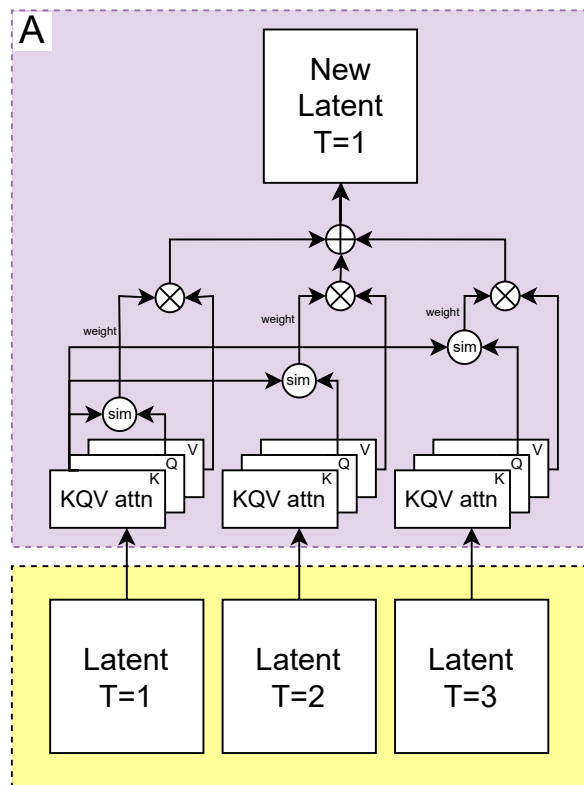 A
New
Latent
T=1
weight
weight
weight
sim
sim
sim
V
Q
K
KQV attn
V
Q
K
KQV attn
V
Q
K
KQV attn
Latent
T=1
Latent
T=2
Latent
T=3